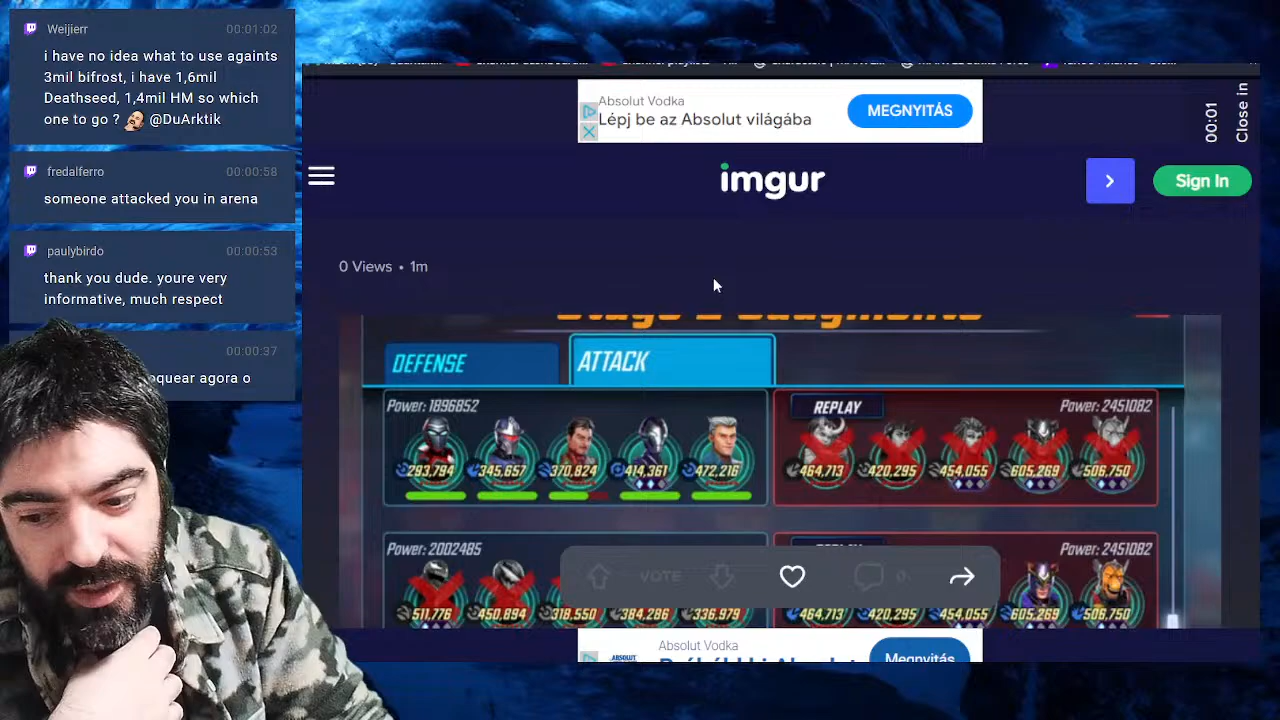 Weijierr 00:01:02
i have no idea what to use againts
3mil bifrost, i have 1,6mil
Deathseed, 1,4mil HM so which
one to go ? @DuArktik
fredalferro 00:00:58
someone attacked you in arena
paulybirdo 00:00:53
thank you dude. youre very
informative, much respect
00:00:37
oquear agora o
Absolut Vodka
Lépj be az Absolut világába
MEGNYITÁS
00:01
Close in
imgur
Sign In
0 Views • 1m
DEFENSE
ATTACK
Power: 1896852
REPLAY
Power: 2451082
293,794 345,657 370,824 414,361 472,216
464,713 420,295 454,055 605,269 506,750
Power: 2002485
Power: 2451082
VOTE
0
511,776 450,894 318,550 384,286 336,979
464,713 420,295 454,055 605,269 506,750
Absolut Vodka
Megnyitás
ABSOLUT